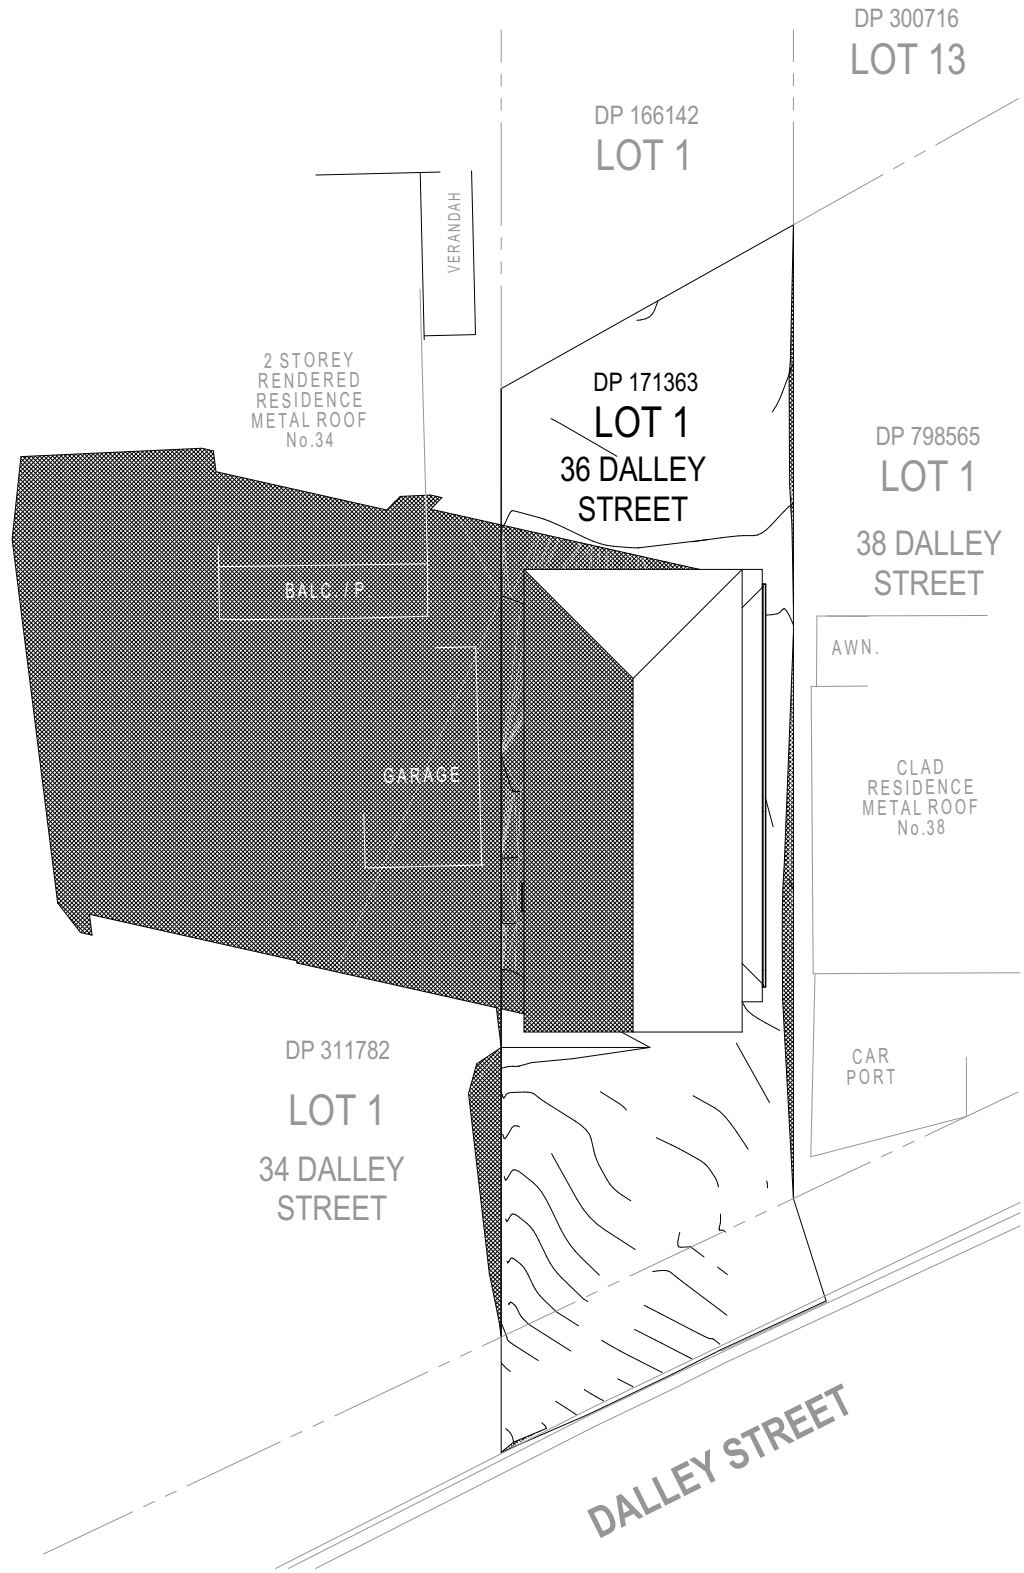 DP 300716
LOT 13
DP 166142
LOT 1
VERANDAH
2 STOREY
RENDERED
RESIDENCE
METAL ROOF
No.34
DP 171363
LOT 1
36 DALLEY
STREET
DP 798565
LOT 1
38 DALLEY
STREET
BALC / P
AWN.
GARAGE
CLAD
RESIDENCE
METAL ROOF
No.38
DP 311782
LOT 1
34 DALLEY
STREET
CAR
PORT
DALLEY STREET